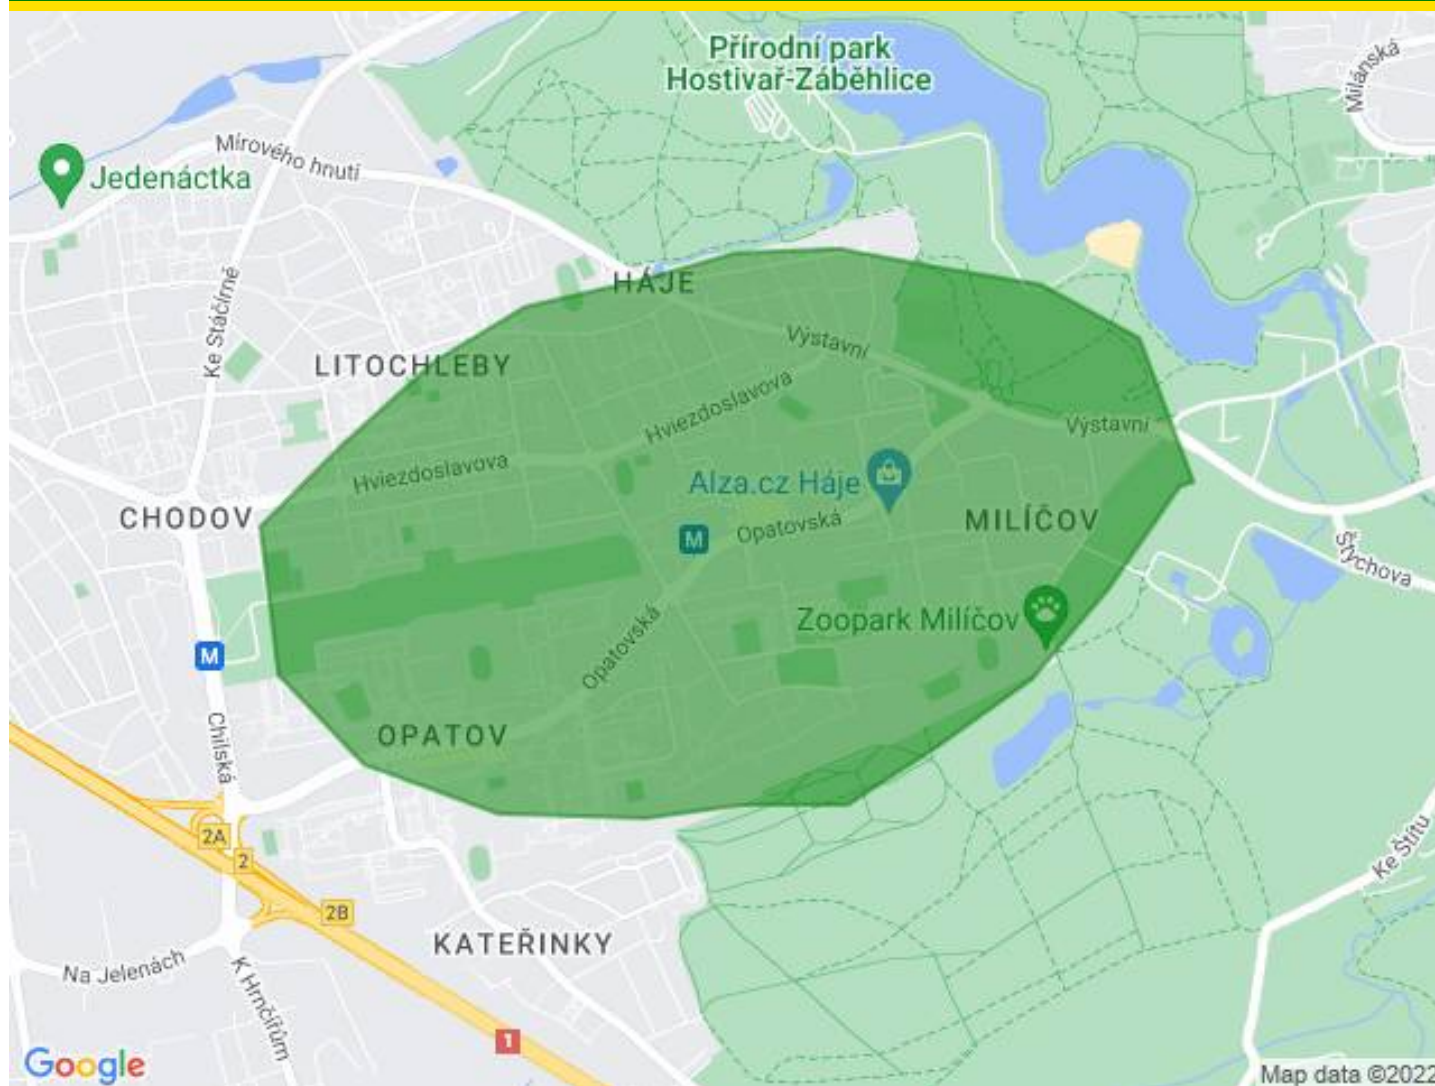 Přírodní park
Hostivař-Záběhlice
Milánská
Mírového hnutí
Jedenáctka
Ke Stáčírně
HÁJE
Výstavní
LITOCHLEBY
Hviezdoslavova
Výstavní
Hviezdoslavova
Alza.cz Háje
CHODOV
M
Opatovská
MILÍČOV
Štychova
Zoopark Milíčov
M
Opatovská
OPATOV
Chilská
2A
2
Ke Štítu
2B
KATEŘINKY
Na Jelenách
K Hrnčířům
1
Google
Map data ©2022